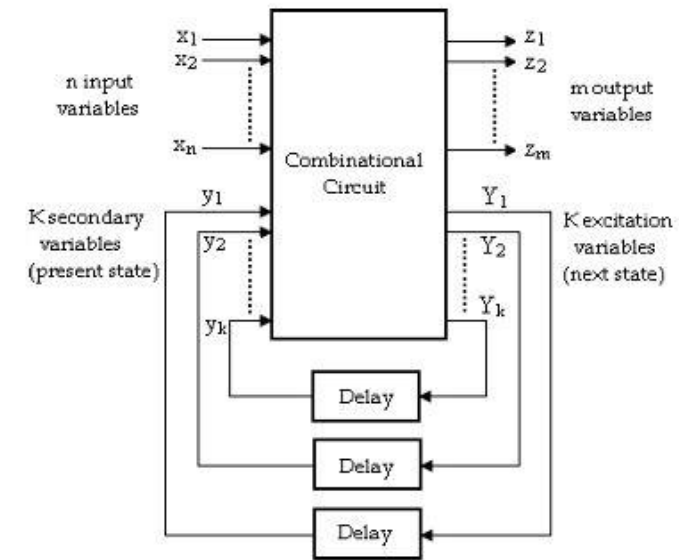 x1
x2
n input
variables
xn
z1
z2
m output
variables
zm
Combinational
Circuit
y1
K secondary
variables
(present state)
y2
yk
Y1
K excitation
variables
(next state)
Y2
Yk
Delay
Delay
Delay